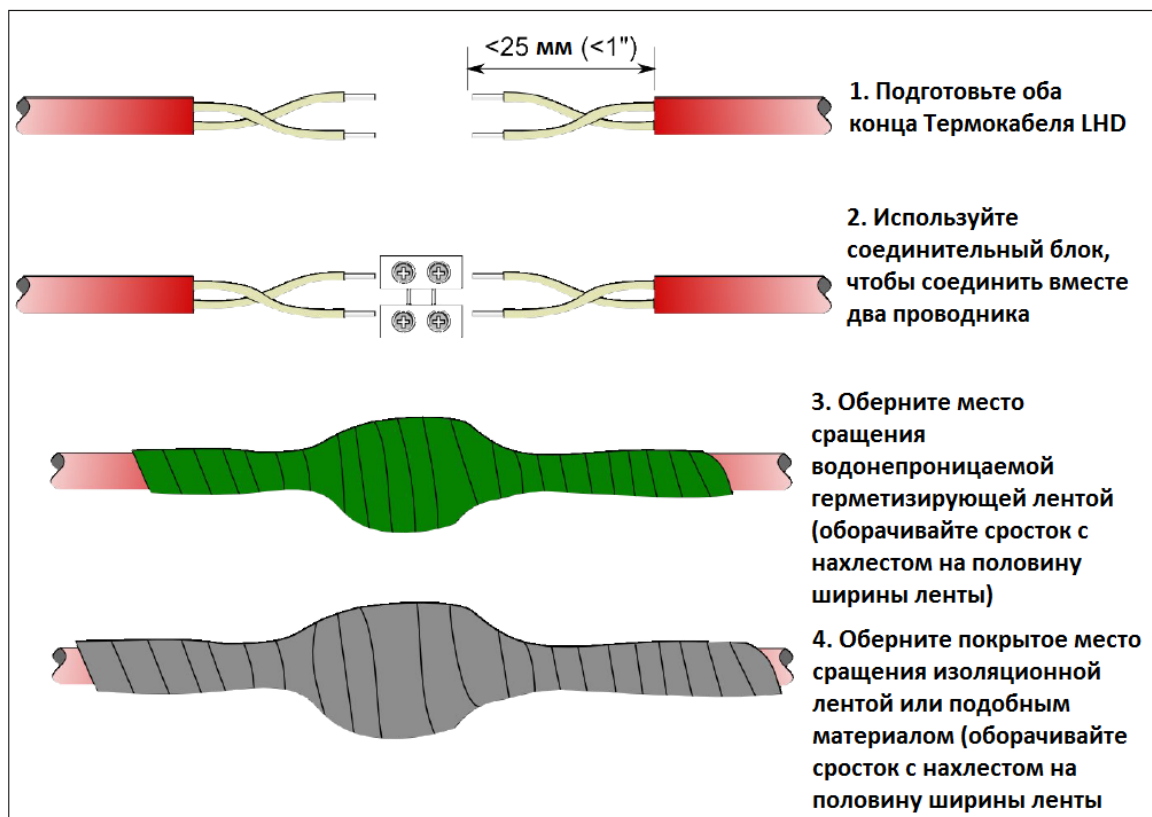 <25 мм (<1")
1. Подготовьте оба
конца Термокабеля LHD
2. Используйте
соединительный блок,
чтобы соединить вместе
два проводника
3. Оберните место
сращения
водонепроницаемой
герметизирующей лентой
(оборачивайте сросток с
нахлестом на половину
ширины ленты)
4. Оберните покрытое место
сращения изоляционной
лентой или подобным
материалом (оборачивайте
сросток с нахлестом на
половину ширины ленты